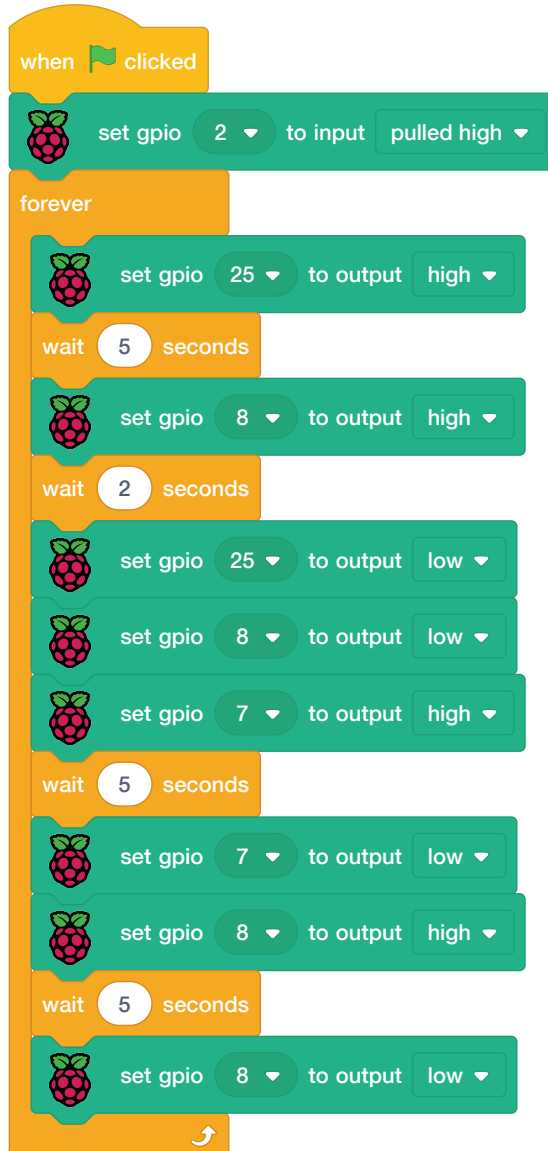 when clicked
set gpio 2 to input pulled high
forever
set gpio 25 to output high
wait 5 seconds
set gpio 8 to output high
wait 2 seconds
set gpio 25 to output low
set gpio 8 to output low
set gpio 7 to output high
wait 5 seconds
set gpio 7 to output low
set gpio 8 to output high
wait 5 seconds
set gpio 8 to output low